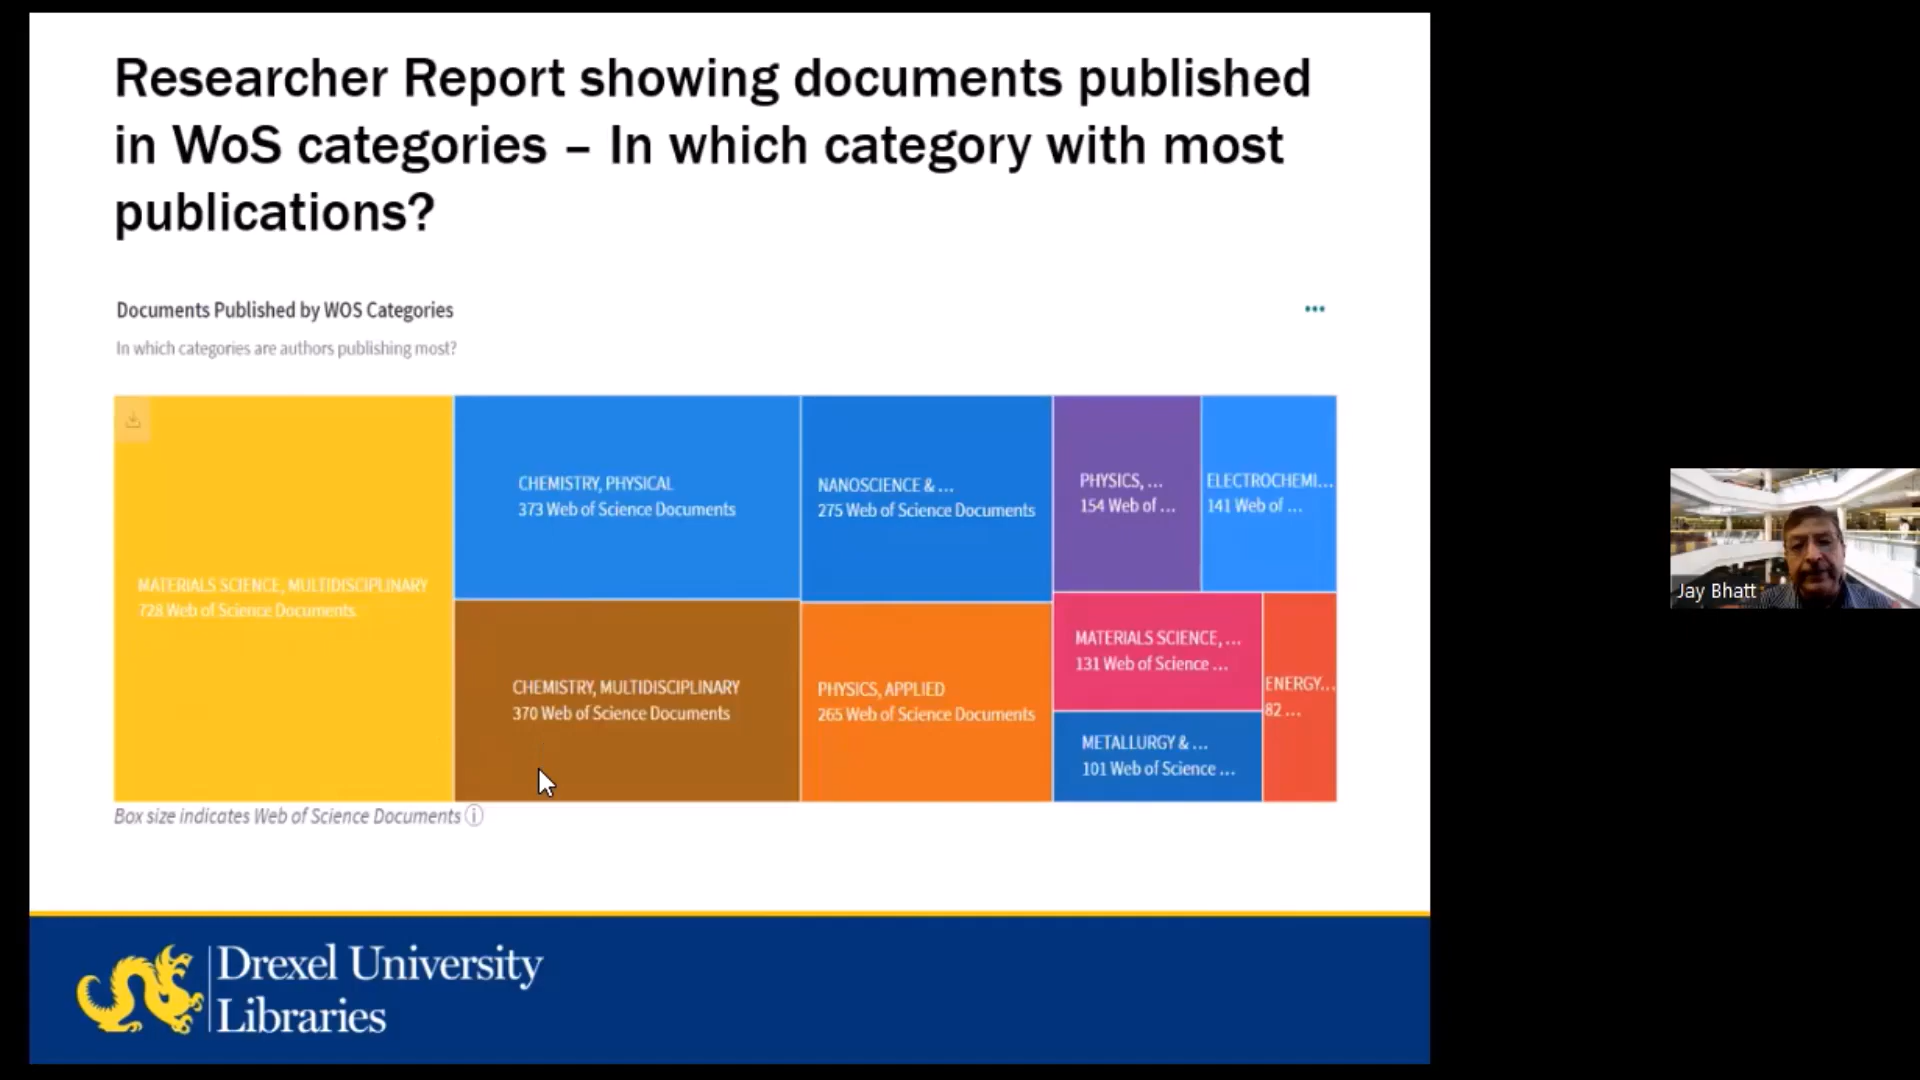 Researcher Report showing documents published
in WoS categories – In which category with most
publications?
Documents Published by WOS Categories
In which categories are authors publishing most?
MATERIALS SCIENCE, MULTIDISCIPLINARY
728 Web of Science Documents
CHEMISTRY, PHYSICAL
373 Web of Science Documents
CHEMISTRY, MULTIDISCIPLINARY
370 Web of Science Documents
NANOSCIENCE & ...
275 Web of Science Documents
PHYSICS, APPLIED
265 Web of Science Documents
PHYSICS, ...
154 Web of ...
ELECTROCHEMI...
141 Web of ...
MATERIALS SCIENCE, ...
131 Web of Science ...
METALLURGY & ...
101 Web of Science ...
ENERGY...
82 ...
Box size indicates Web of Science Documents
Drexel University
Libraries
Jay Bhatt